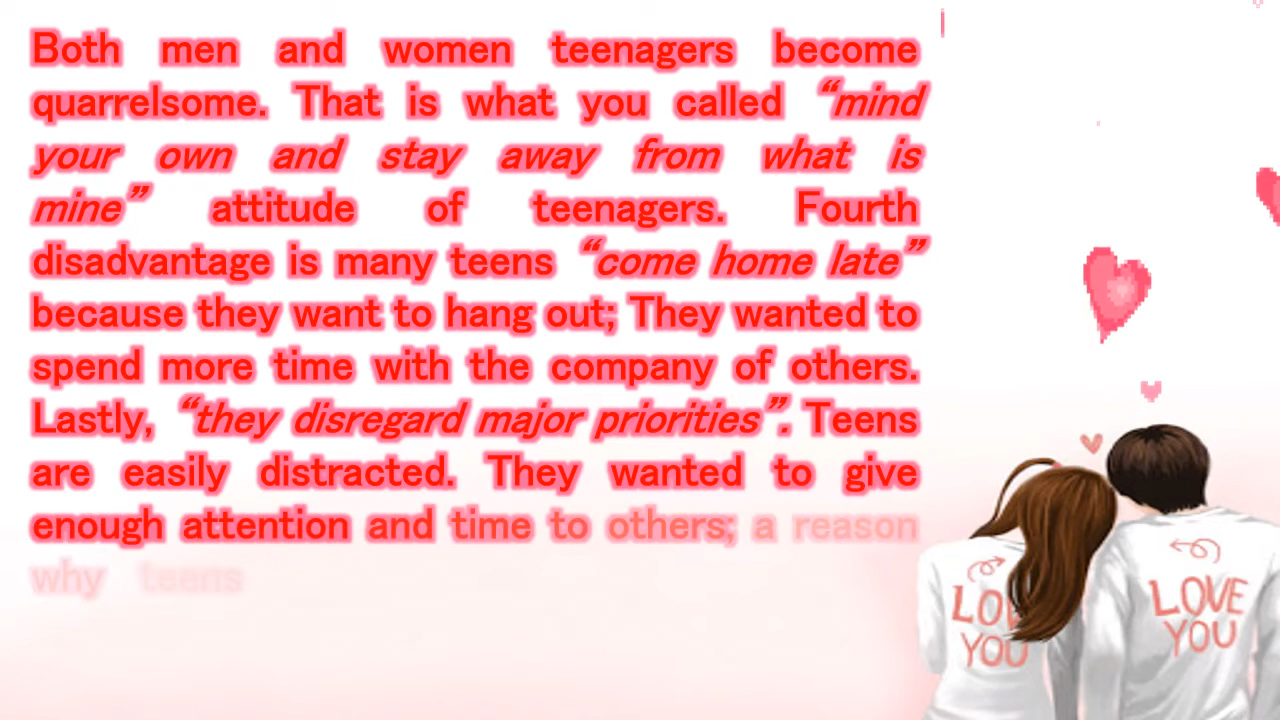 Both men and women teenagers become
quarrelsome. That is what you called “mind
your own and stay away from what is
mine” attitude of teenagers. Fourth
disadvantage is many teens “come home late”
because they want to hang out; They wanted to
spend more time with the company of others.
Lastly, “they disregard major priorities”. Teens
are easily distracted. They wanted to give
enough attention and time to others; a reason
why teens
LOVE
YOU
LOVE
YOU